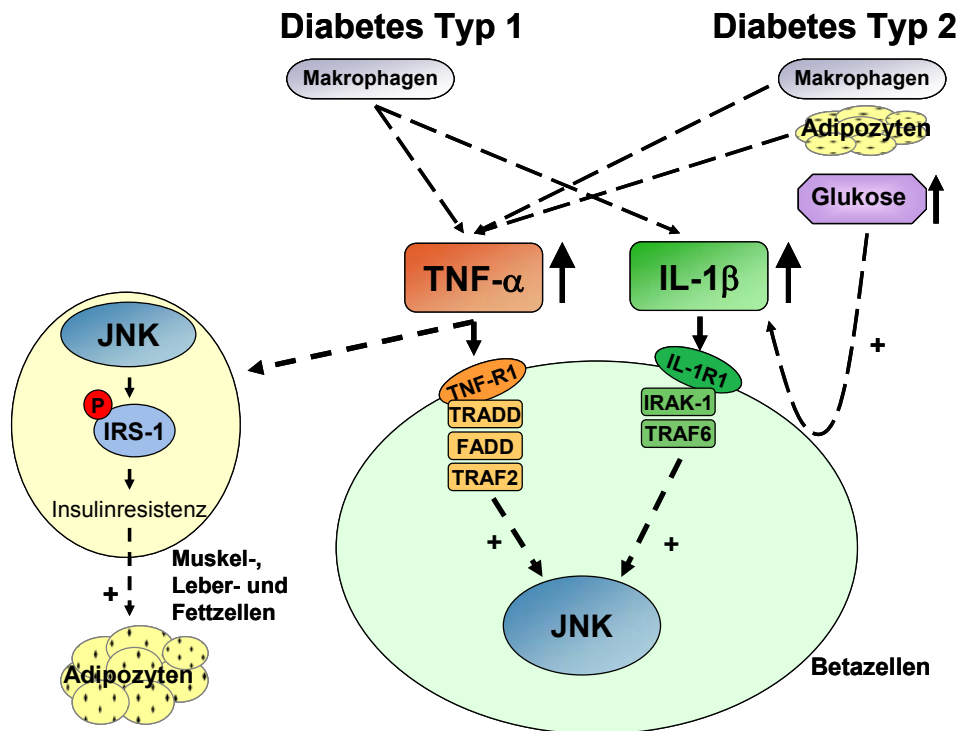 Diabetes Typ 1
Diabetes Typ 2
Makrophagen
Makrophagen
Adipozyten
Glukose
TNF-α
IL-1β
+
JNK
P
IRS-1
Insulinresistenz
+
Muskel-,
Leber- und
Fettzellen
Adipozyten
TNF-R1
TRADD
FADD
TRAF2
IL-1R1
IRAK-1
TRAF6
+
+
JNK
Betazellen